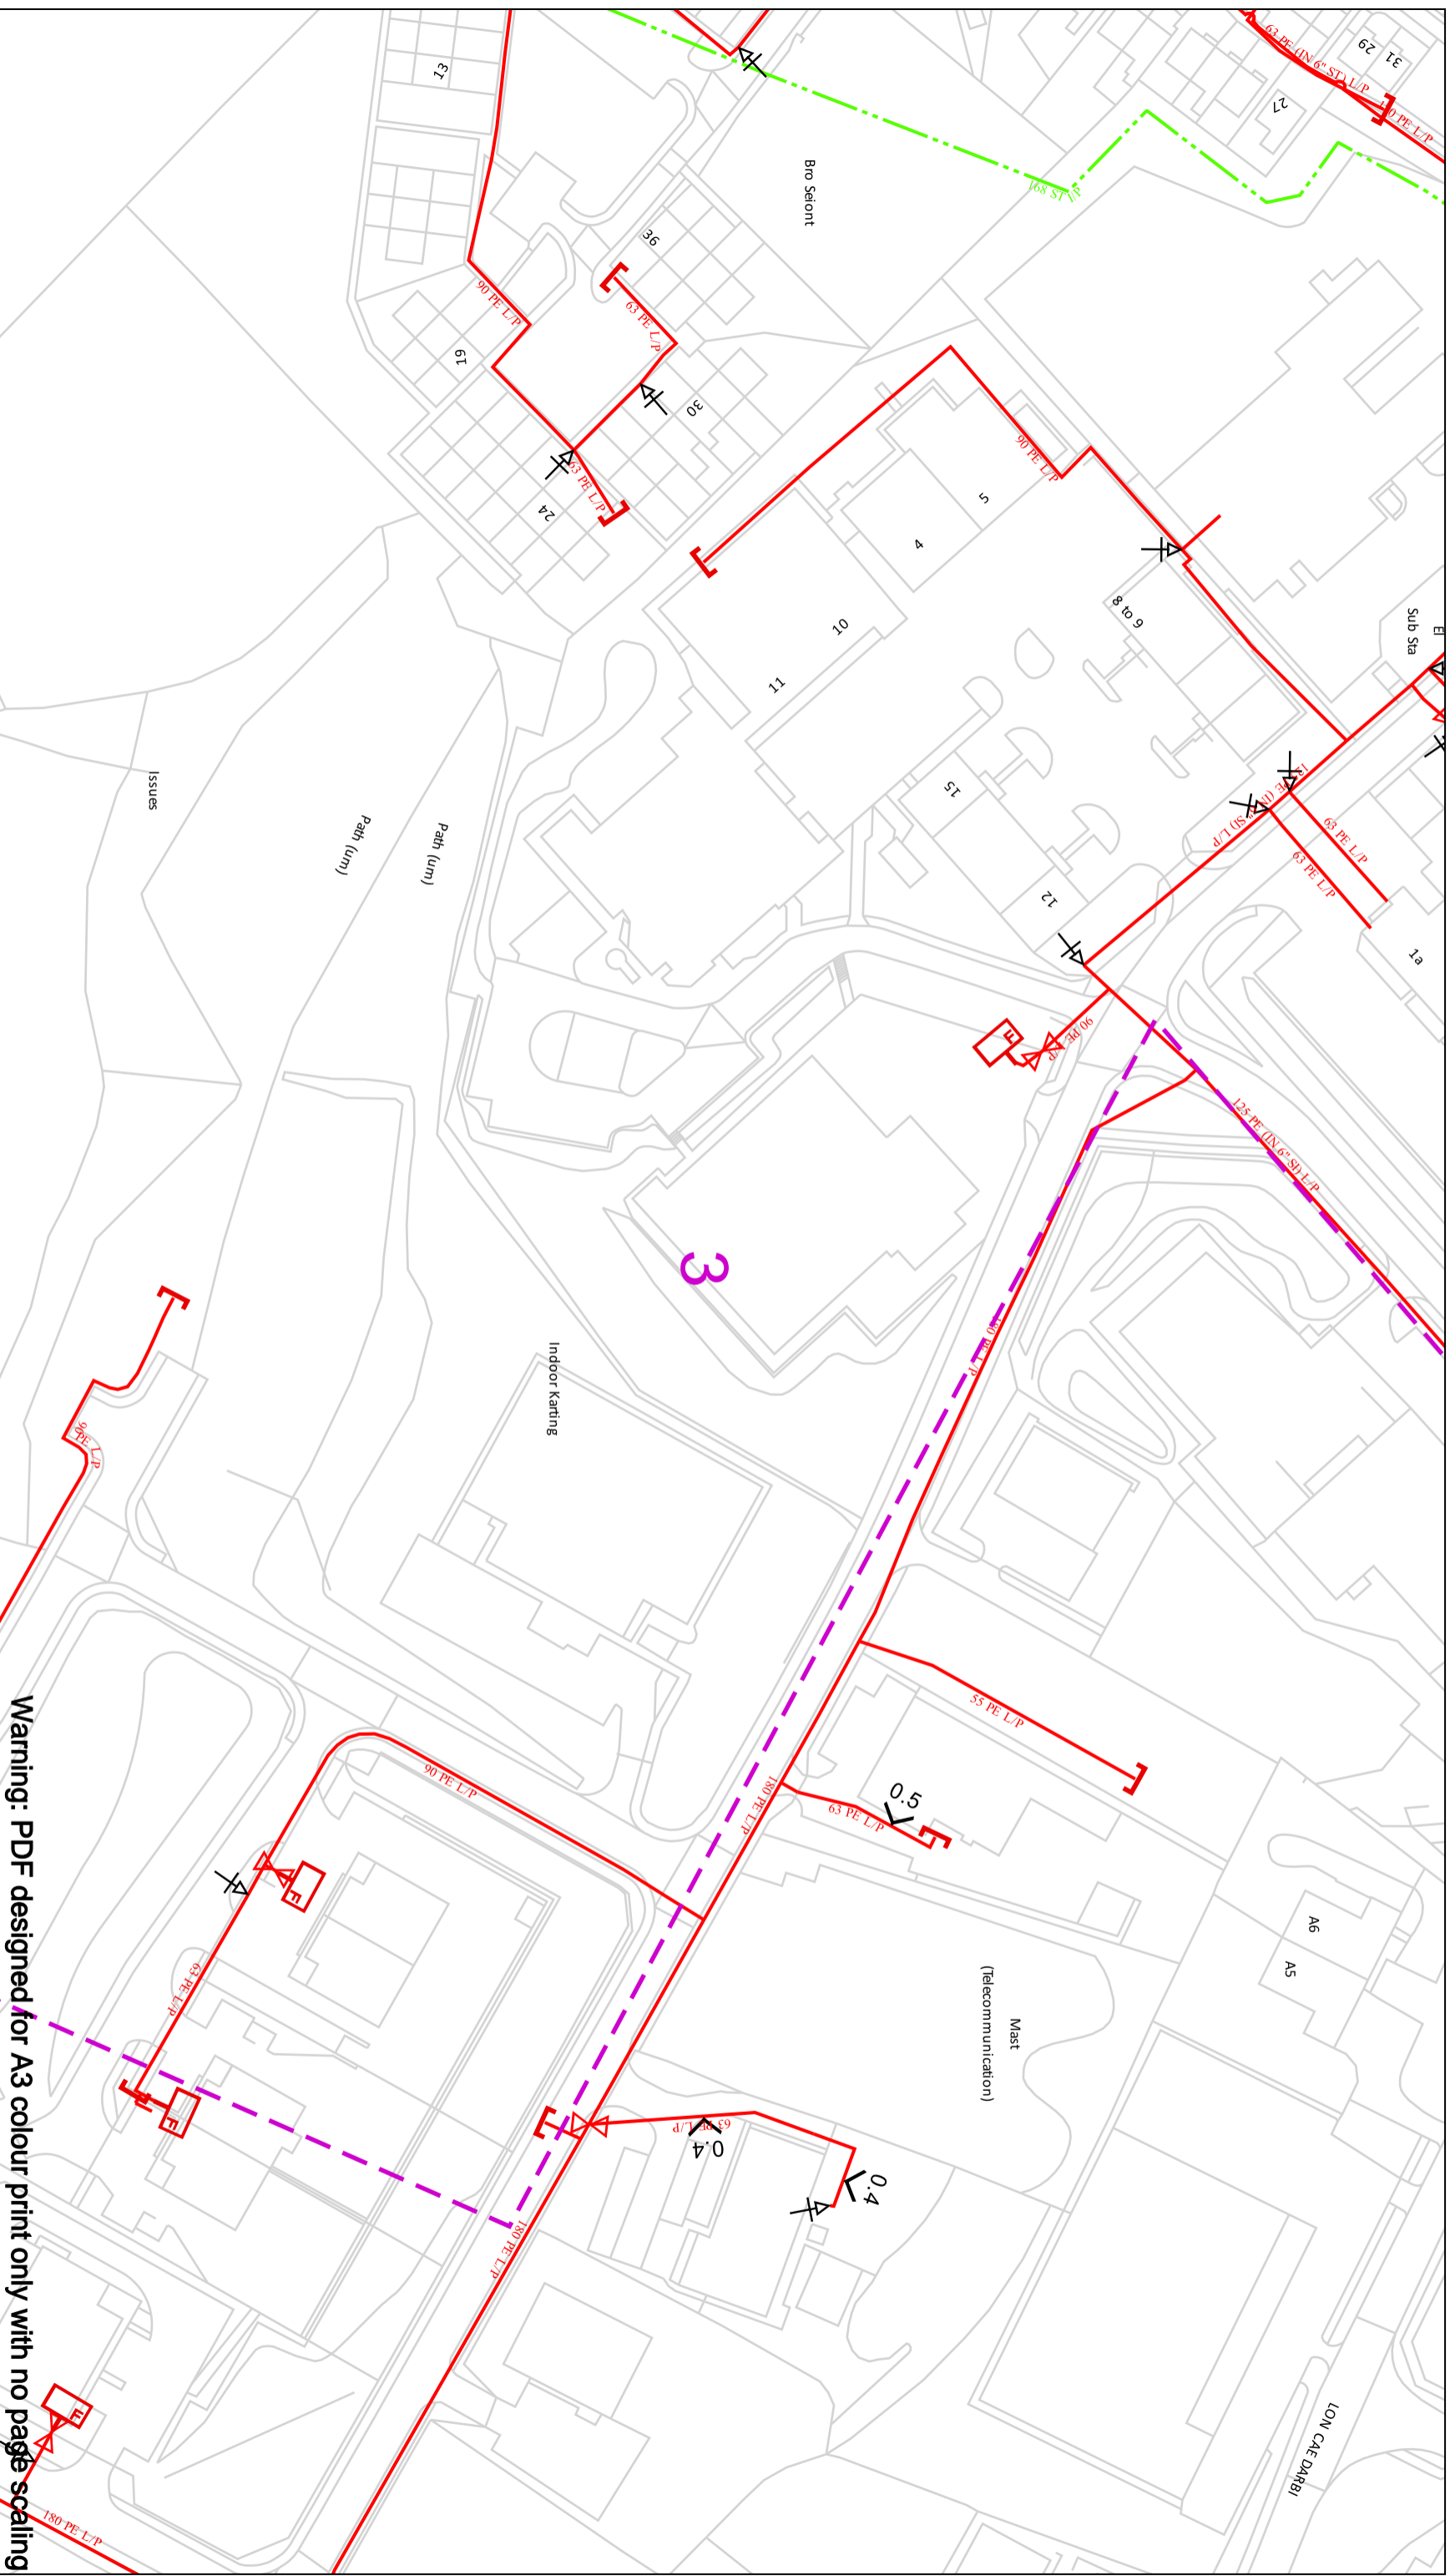 63 PE (IN 6" ST) L/P
31
29
27
13
Bro Seiont
168 ST I/P
36
90 PE L/P
63 PE L/P
19
30
63 PE L/P
24
90 PE L/P
5
4
8 to 9
10
11
Sub Sta
15
12
63 PE L/P
63 PE L/P
1a
Issues
Path (um)
Path (um)
90 PE L/P
F
125 PE (IN 6" SI) L/P
3
180 PE L/P
Indoor Karting
90 PE L/P
55 PE L/P
180 PE L/P
63 PE L/P
0.5
90 PE L/P
F
63 PE L/P
F
A6
A5
Mast
(Telecommunication)
63 PE L/P
0.4
0.4
180 PE L/P
LON CAE DARBI
F
180 PE L/P
Warning: PDF designed for A3 colour print only with no page scaling